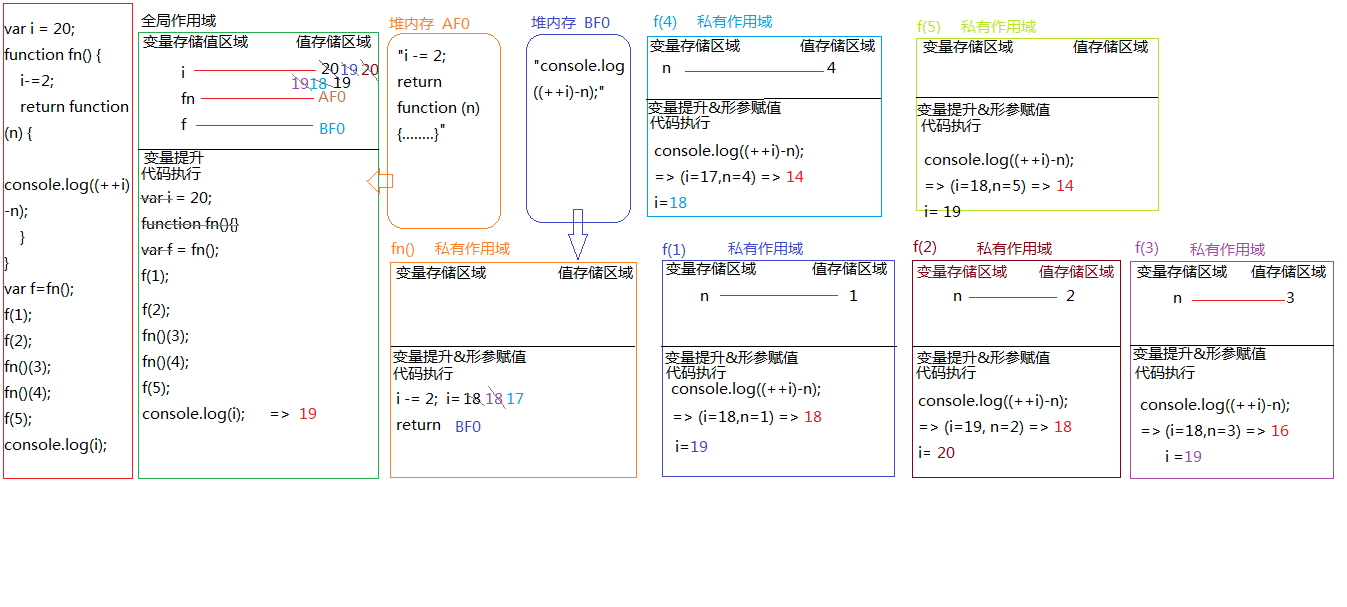 var i = 20;
function fn() {
i-=2;
return function
(n) {
console.log((++i)
-n);
}
}
var f=fn();
f(1);
f(2);
fn()(3);
fn()(4);
f(5);
console.log(i);
全局作用域
变量存储值区域 值存储区域
i 20 19 20
19 18 19
fn AF0
f BF0
变量提升
代码执行
var i = 20;
function fn(){}
var f = fn();
f(1);
f(2);
fn()(3);
fn()(4);
f(5);
console.log(i); => 19
堆内存 AF0
"i -= 2;
return
function (n)
{........}"
堆内存 BF0
"console.log
((++i)-n);"
f(4) 私有作用域
变量存储区域 值存储区域
n 4
变量提升&形参赋值
代码执行
console.log((++i)-n);
=> (i=17,n=4) => 14
i=18
f(5) 私有作用域
变量存储区域 值存储区域
变量提升&形参赋值
代码执行
console.log((++i)-n);
=> (i=18,n=5) => 14
i= 19
fn() 私有作用域
变量存储区域 值存储区域
变量提升&形参赋值
代码执行
i -= 2; i= 18 18 17
return BF0
f(1) 私有作用域
变量存储区域 值存储区域
n 1
变量提升&形参赋值
代码执行
console.log((++i)-n);
=> (i=18,n=1) => 18
i=19
f(2) 私有作用域
变量存储区域 值存储区域
n 2
变量提升&形参赋值
代码执行
console.log((++i)-n);
=> (i=19, n=2) => 18
i= 20
f(3) 私有作用域
变量存储区域 值存储区域
n 3
变量提升&形参赋值
代码执行
console.log((++i)-n);
=> (i=18,n=3) => 16
i =19